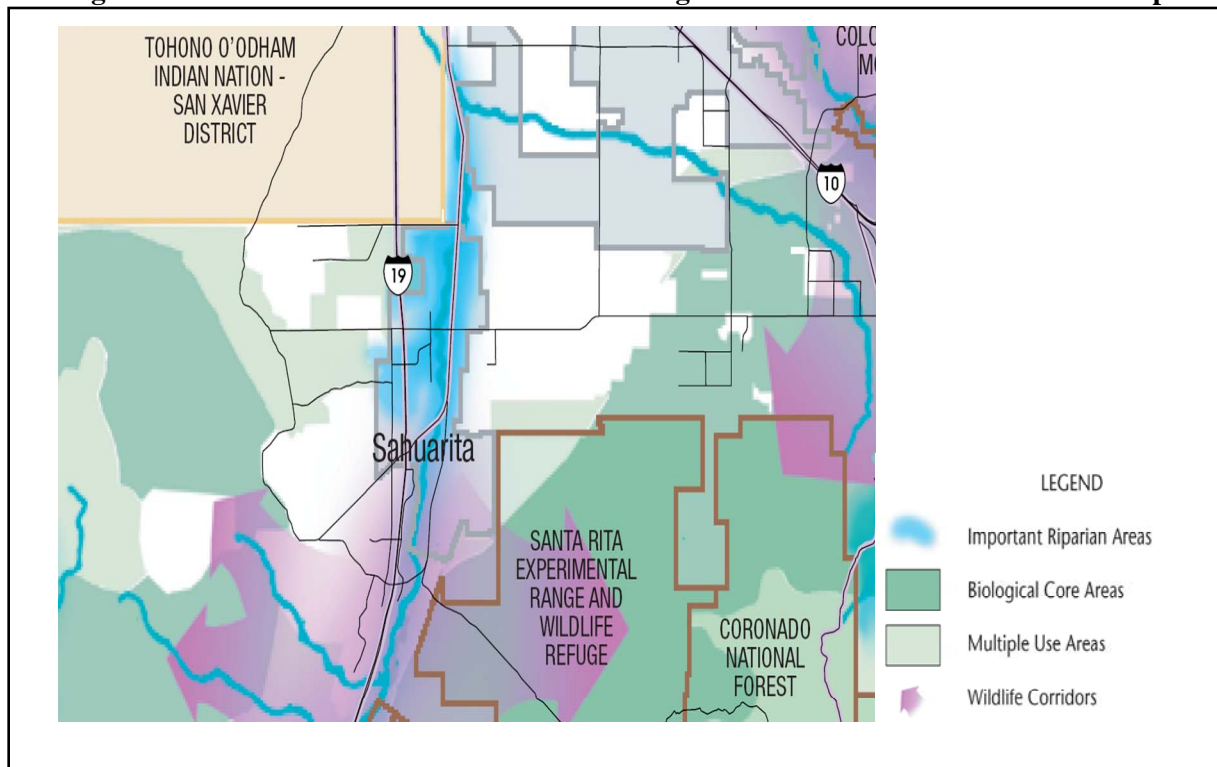 TOHONO O'ODHAM
INDIAN NATION -
SAN XAVIER
DISTRICT
10
19
Sahuarita
SANTA RITA
EXPERIMENTAL
RANGE AND
WILDLIFE
REFUGE
CORONADO
NATIONAL
FOREST
LEGEND
Important Riparian Areas
Biological Core Areas
Multiple Use Areas
Wildlife Corridors